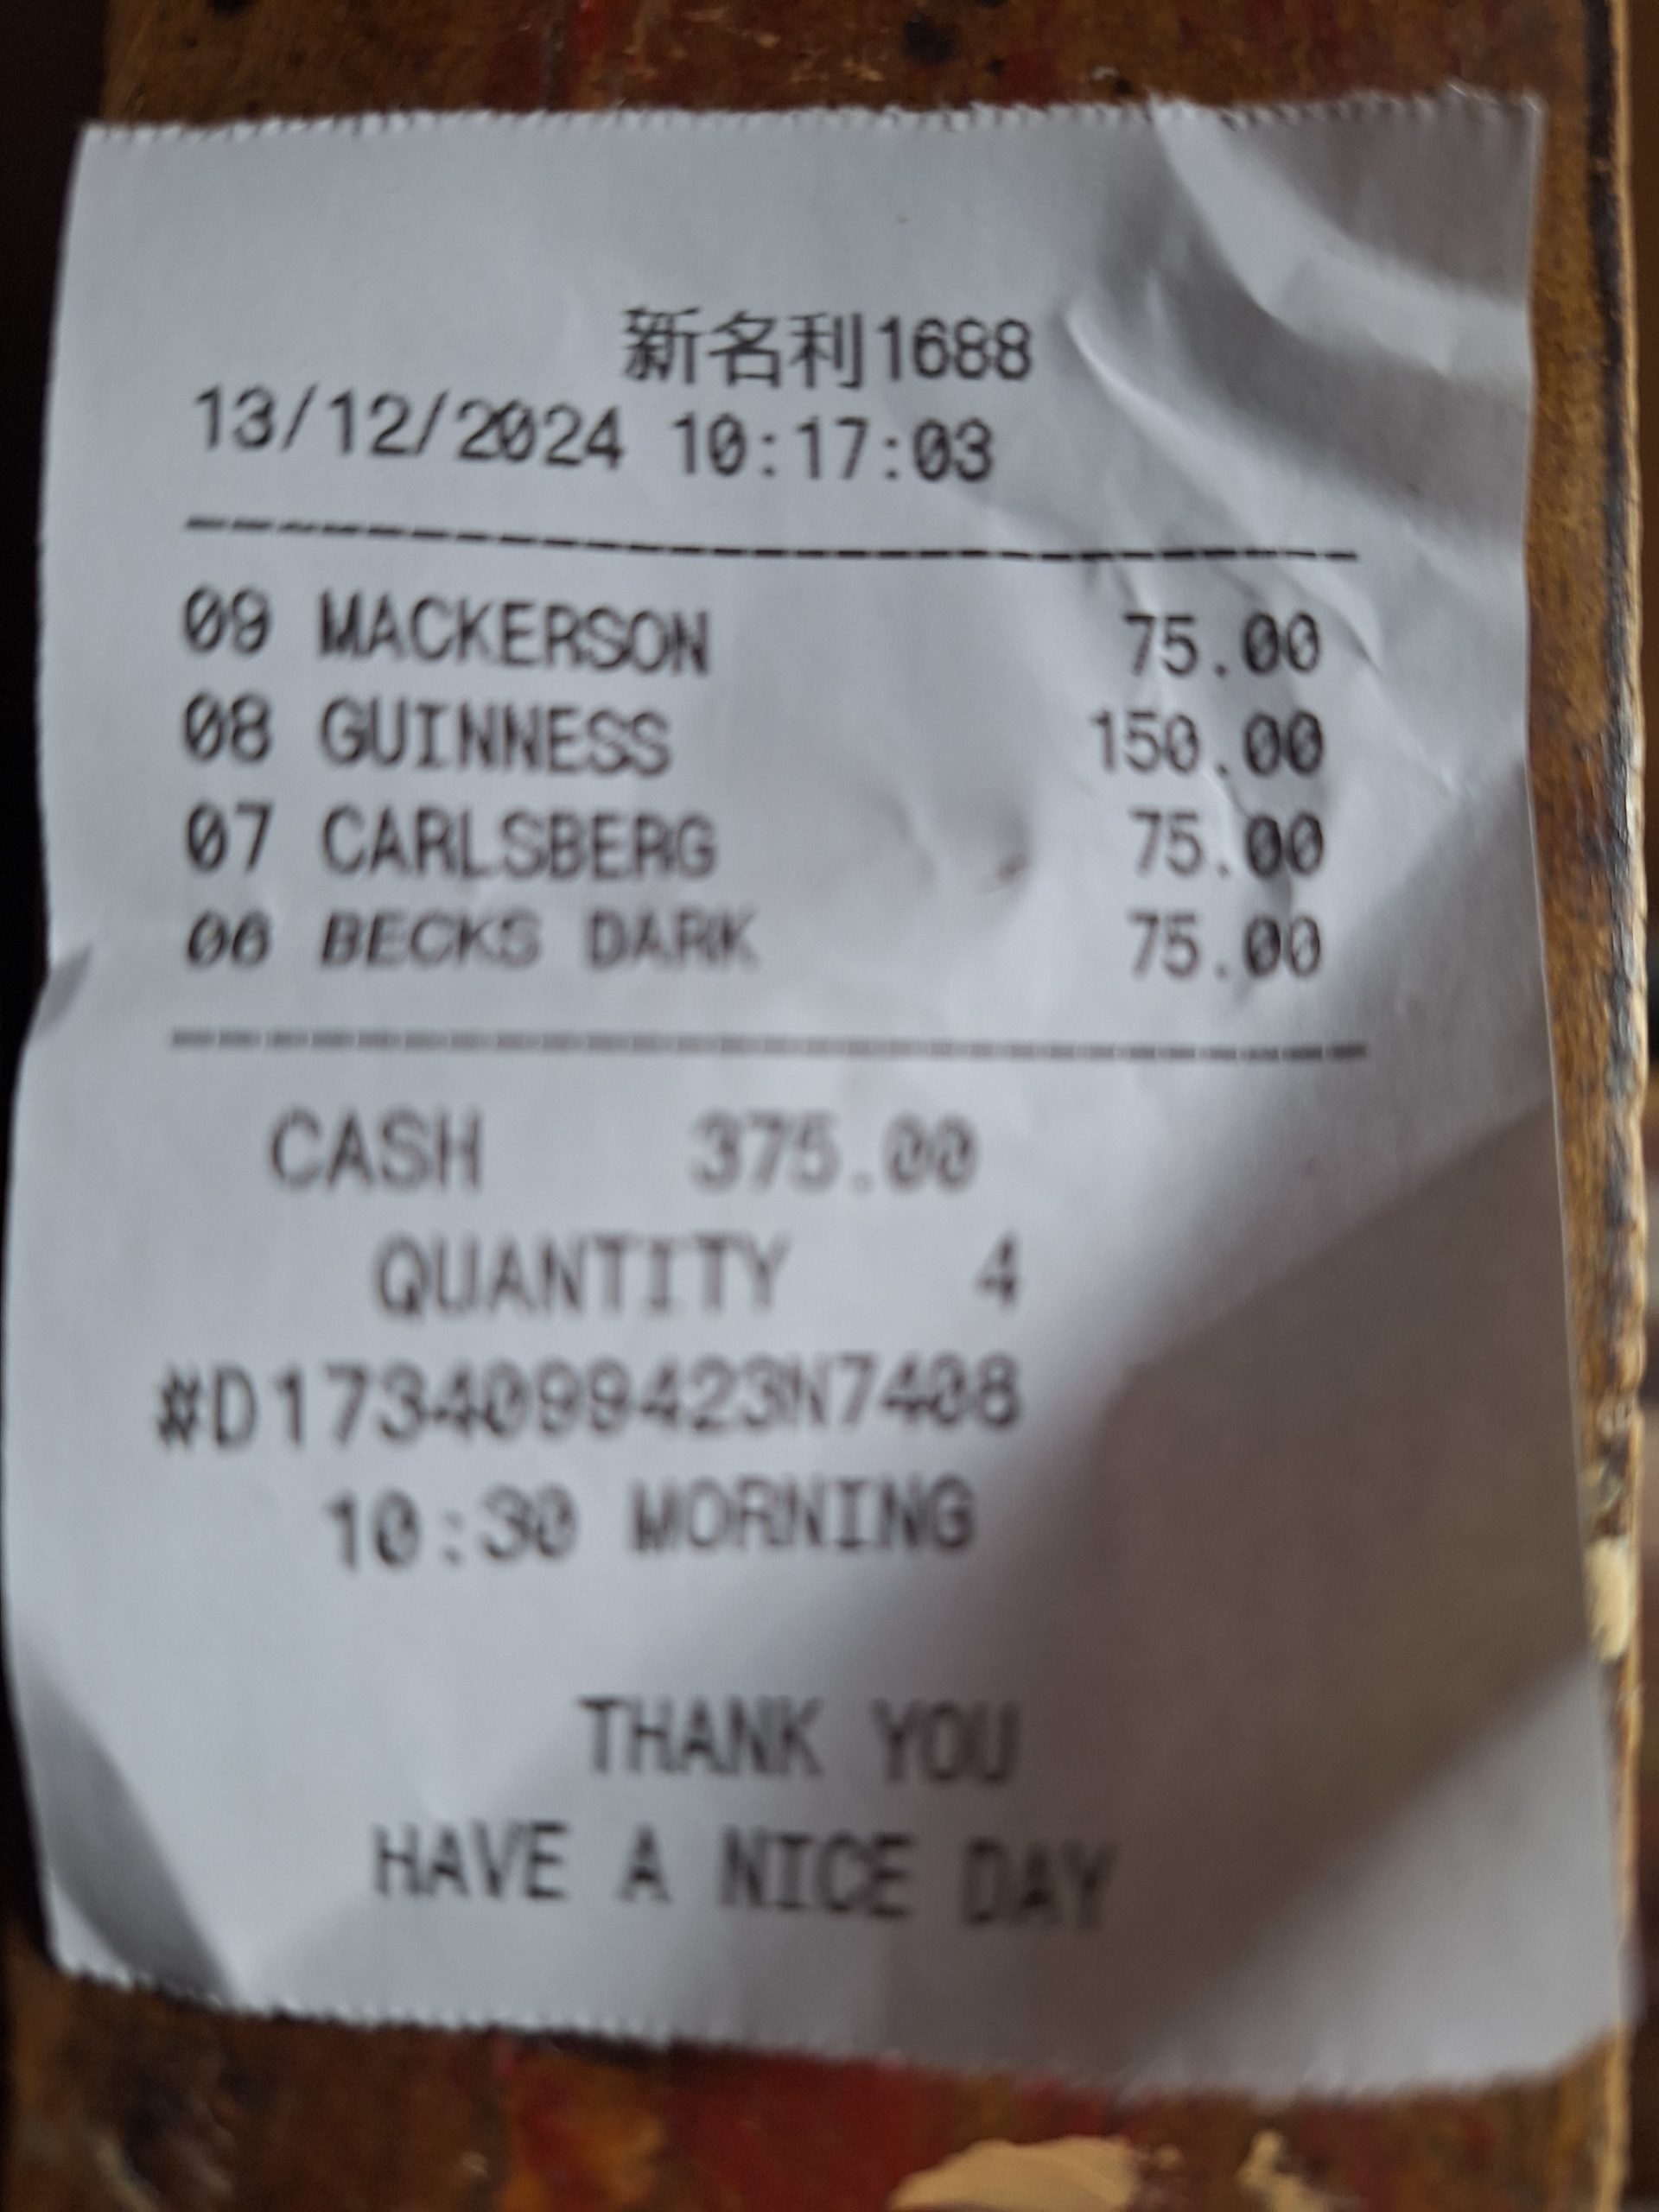 新名利1688
13/12/2024 10:17:03
--------------------------------
09 MACKERSON 75.00
08 GUINNESS 150.00
07 CARLSBERG 75.00
06 BECKS DARK 75.00
--------------------------------
CASH 375.00
QUANTITY 4
#D1734099423N7408
10:30 MORNING
THANK YOU
HAVE A NICE DAY